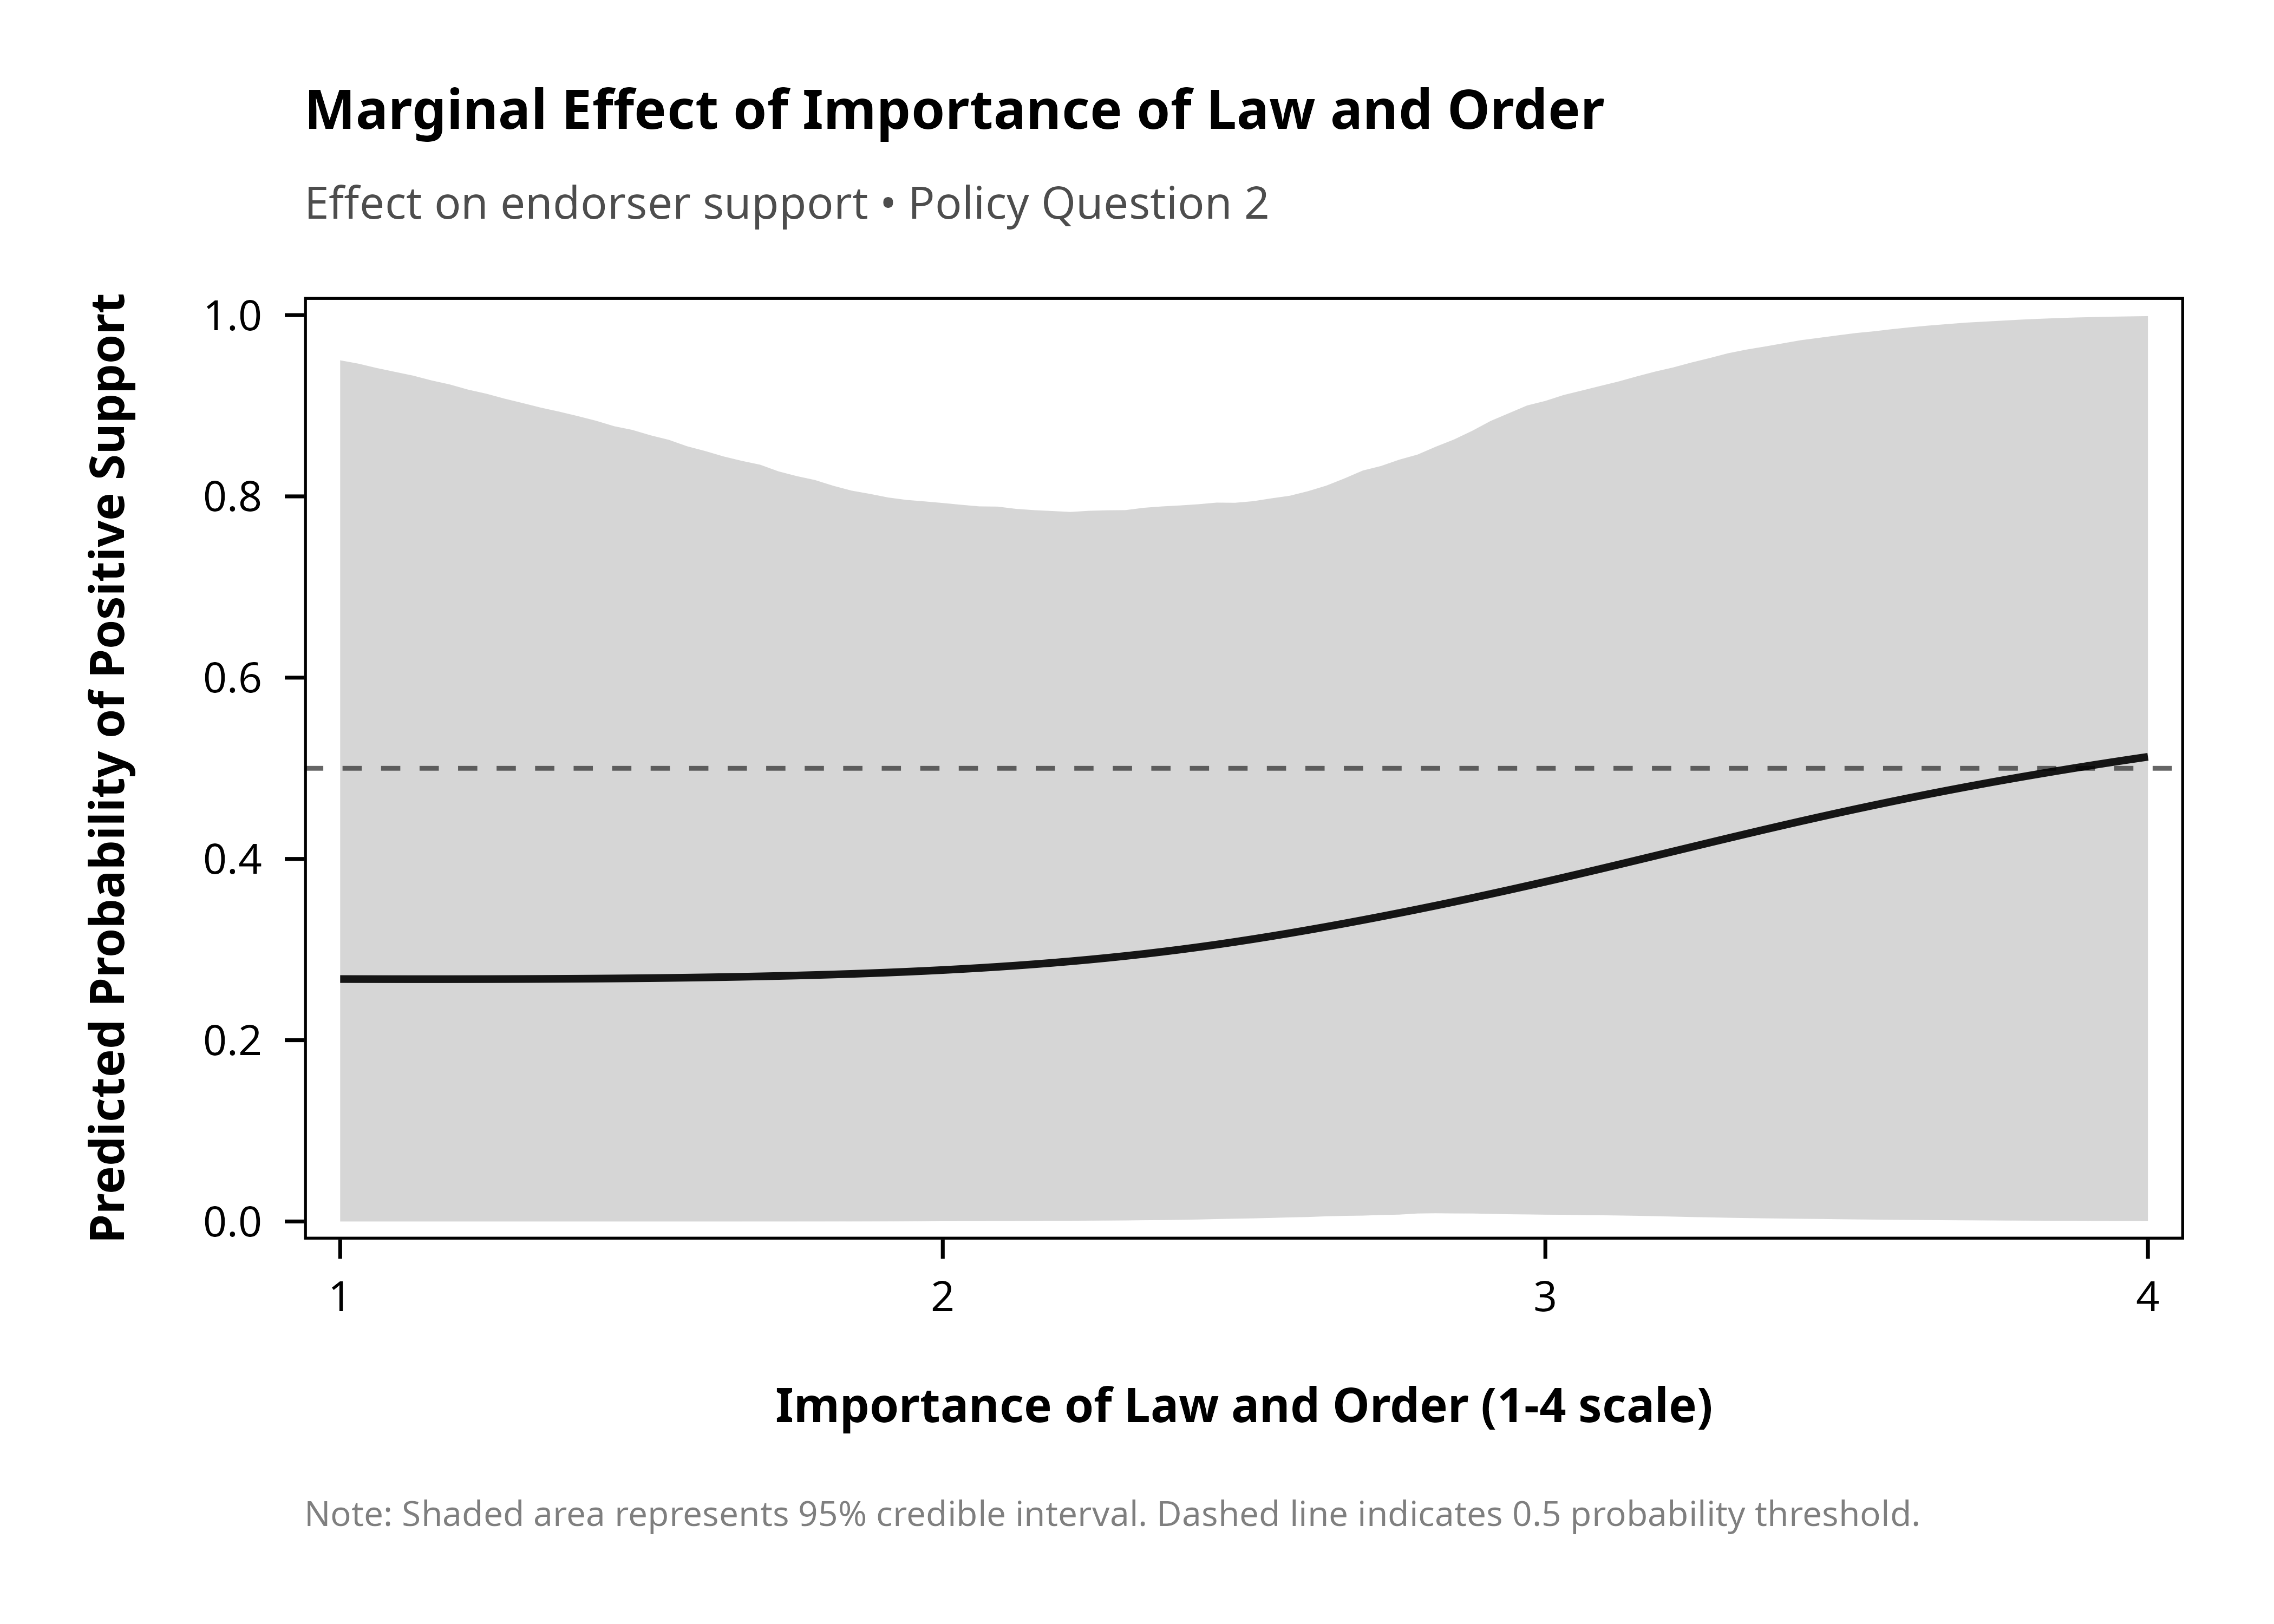 Marginal Effect of Importance of Law and Order
Effect on endorser support • Policy Question 2
Predicted Probability of Positive Support
1.0
0.8
0.6
0.4
0.2
0.0
1
2
3
4
Importance of Law and Order (1-4 scale)
Note: Shaded area represents 95% credible interval. Dashed line indicates 0.5 probability threshold.